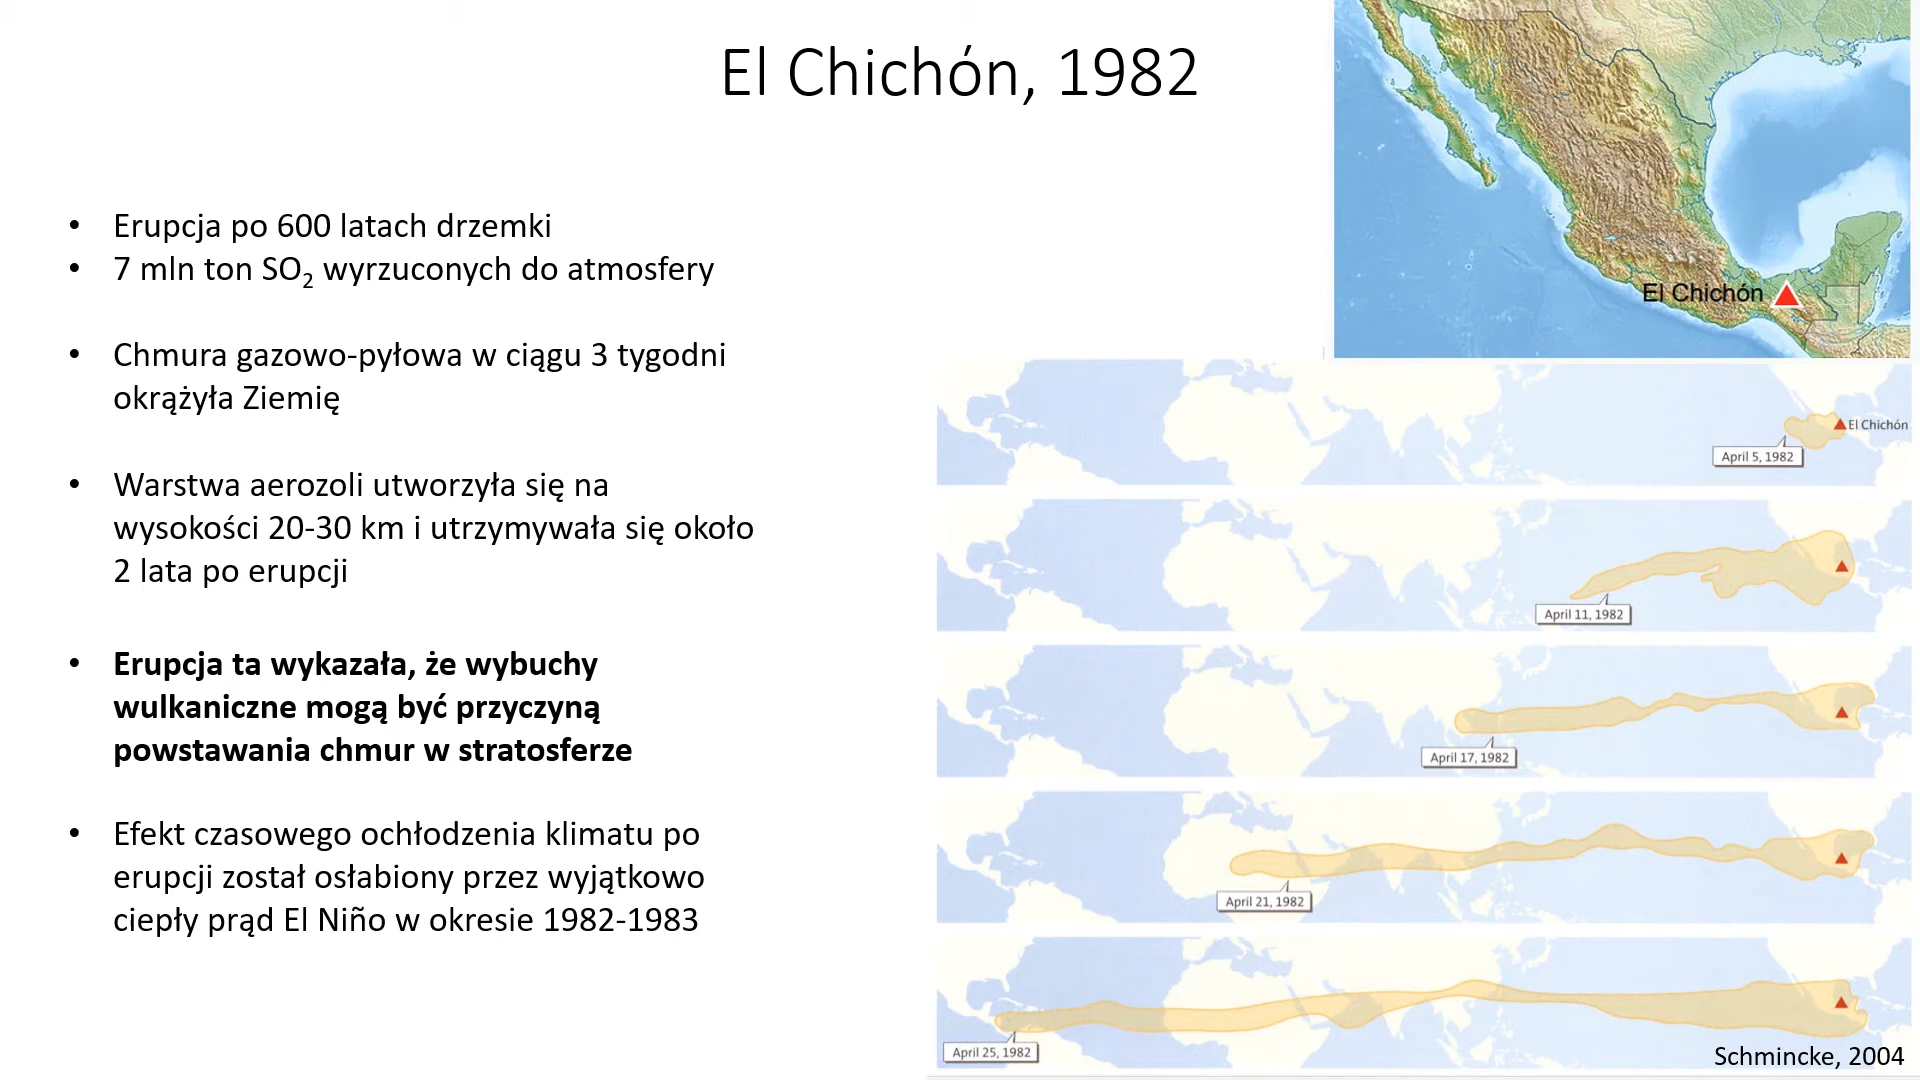 El Chichón, 1982
• Erupcja po 600 latach drzemki
• 7 mln ton SO₂ wyrzuconych do atmosfery
• Chmura gazowo-pyłowa w ciągu 3 tygodni
okrążyła Ziemię
• Warstwa aerozoli utworzyła się na
wysokości 20-30 km i utrzymywała się około
2 lata po erupcji
• Erupcja ta wykazała, że wybuchy
wulkaniczne mogą być przyczyną
powstawania chmur w stratosferze
• Efekt czasowego ochłodzenia klimatu po
erupcji został osłabiony przez wyjątkowo
ciepły prąd El Niño w okresie 1982-1983
El Chichón
El Chichón
April 5, 1982
April 11, 1982
April 17, 1982
April 21, 1982
April 25, 1982
Schmincke, 2004